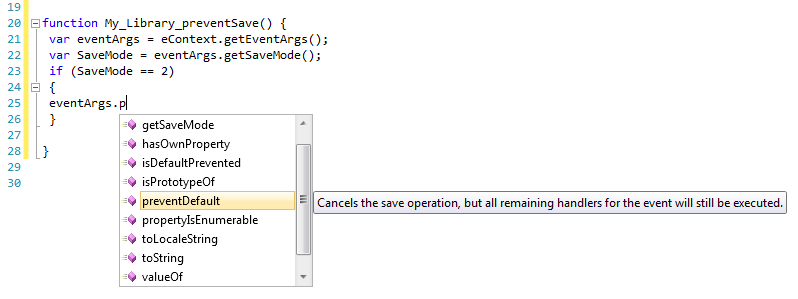 19
20 function My_Library_preventSave() {
21 var eventArgs = eContext.getEventArgs();
22 var SaveMode = eventArgs.getSaveMode();
23 if (SaveMode == 2)
24 {
25 eventArgs.p
26 }
27
28 }
29
30
getSaveMode
hasOwnProperty
isDefaultPrevented
isPrototypeOf
preventDefault
Cancels the save operation, but all remaining handlers for the event will still be executed.
propertyIsEnumerable
toLocaleString
toString
valueOf